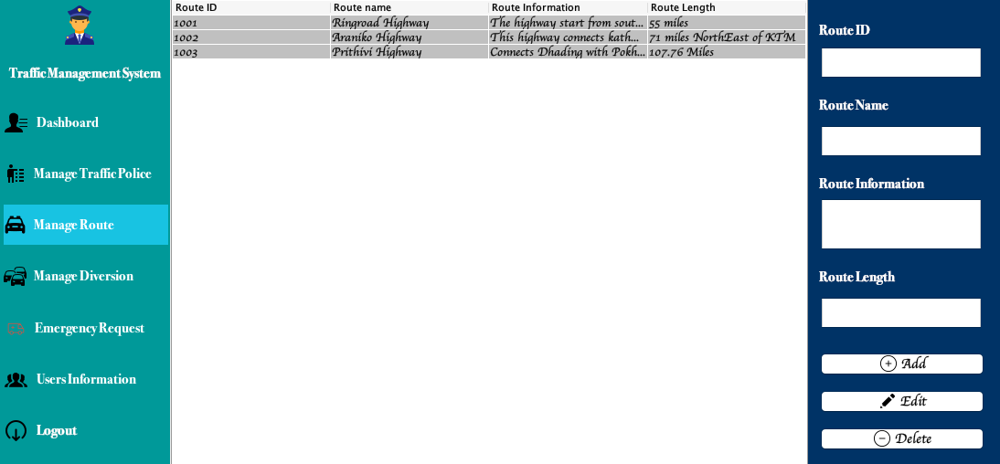 Traffic Management System
Dashboard
Manage Traffic Police
Manage Route
Manage Diversion
Emergency Request
Users Information
Logout
Route ID Route name Route Information Route Length
1001 Ringroad Highway The highway start from sout... 55 miles
1002 Araniko Highway This highway connects kath... 71 miles NorthEast of KTM
1003 Prithivi Highway Connects Dhading with Pokh... 107.76 Miles
Route ID
Route Name
Route Information
Route Length
Add
Edit
Delete